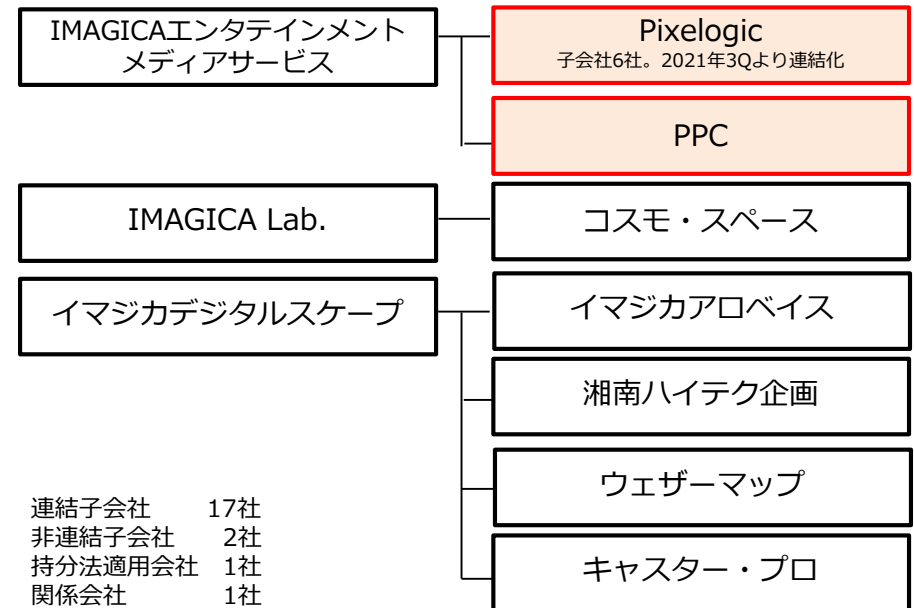 IMAGICAエンタテインメント
メディアサービス
Pixelogic
子会社6社。2021年3Qより連結化
PPC
IMAGICA Lab.
コスモ・スペース
イマジカデジタルスケープ
イマジカアロベイス
湘南ハイテク企画
ウェザーマップ
キャスター・プロ
連結子会社 17社
非連結子会社 2社
持分法適用会社 1社
関係会社 1社